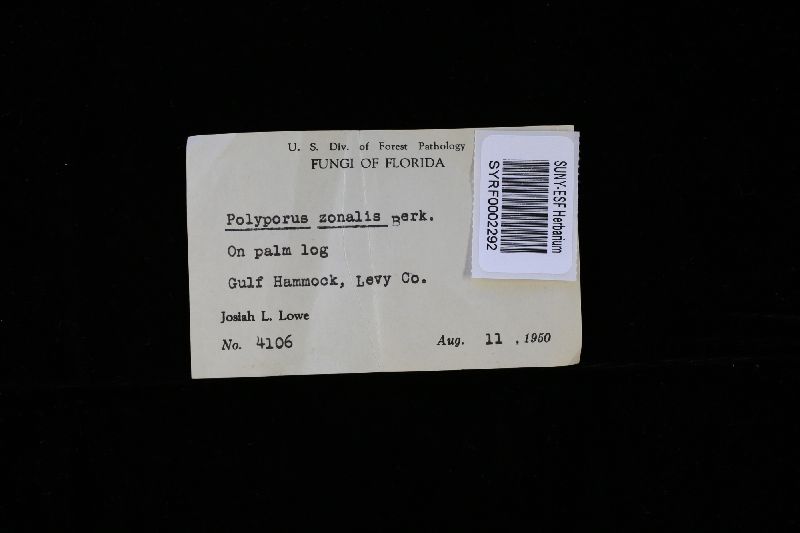 U. S. Div. of Forest Pathology
FUNGI OF FLORIDA
Polyporus zonalis Berk.
On palm log
Gulf Hammock, Levy Co.
Josiah L. Lowe
No. 4106
Aug. 11 , 1950
SUNY-ESF Herbarium
SYRF0002292